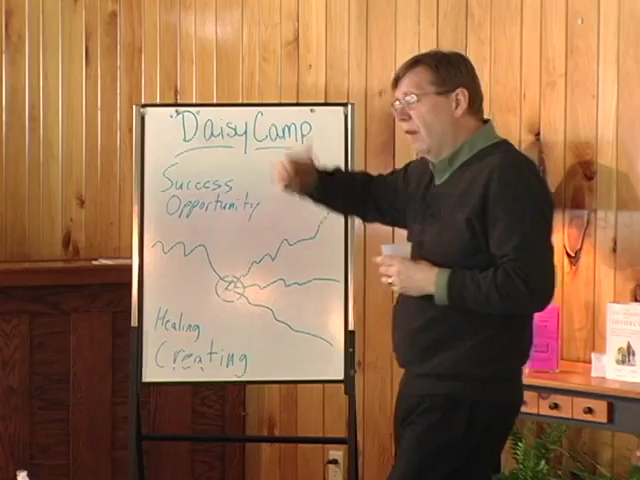 "Daisy Camp"
Success
Opportunity
Healing
Creating